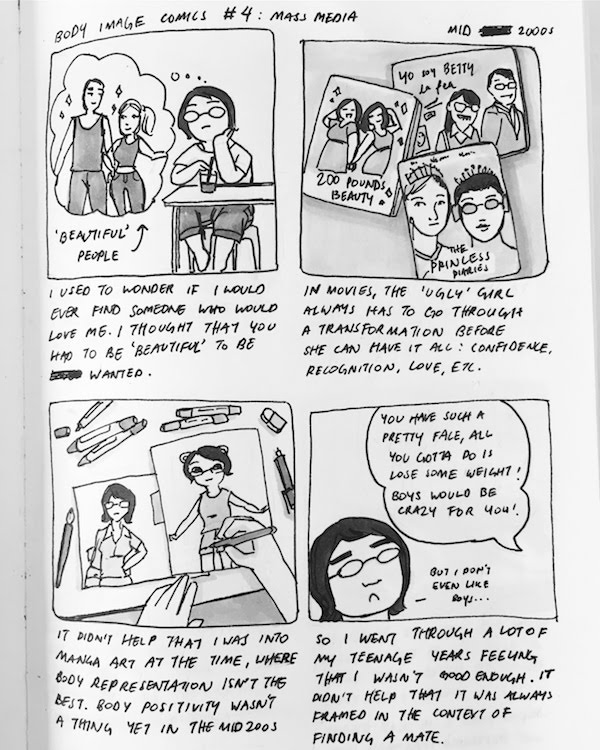 BODY IMAGE COMICS #4: MASS MEDIA
MID 2000S
'BEAUTIFUL'
PEOPLE
I USED TO WONDER IF I WOULD
EVER FIND SOMEONE WHO WOULD
LOVE ME. I THOUGHT THAT YOU
HAD TO BE 'BEAUTIFUL' TO BE
WANTED.
YO SOY BETTY
la fea
200 POUNDS
BEAUTY
THE
PRINCESS
DIARIES
IN MOVIES, THE 'UGLY' GIRL
ALWAYS HAS TO GO THROUGH
A TRANSFORMATION BEFORE
SHE CAN HAVE IT ALL: CONFIDENCE,
RECOGNITION, LOVE, ETC.
IT DIDN'T HELP THAT I WAS INTO
MANGA ART AT THE TIME, WHERE
BODY REPRESENTATION ISN'T THE
BEST. BODY POSITIVITY WASN'T
A THING YET IN THE MID 200S
YOU HAVE SUCH A
PRETTY FACE, ALL
YOU GOTTA DO IS
LOSE SOME WEIGHT!
BOYS WOULD BE
CRAZY FOR YOU!
BUT I DON'T
EVEN LIKE
BOYS...
SO I WENT THROUGH A LOT OF
MY TEENAGE YEARS FEELING
THAT I WASN'T GOOD ENOUGH. IT
DIDN'T HELP THAT IT WAS ALWAYS
FRAMED IN THE CONTEXT OF
FINDING A MATE.